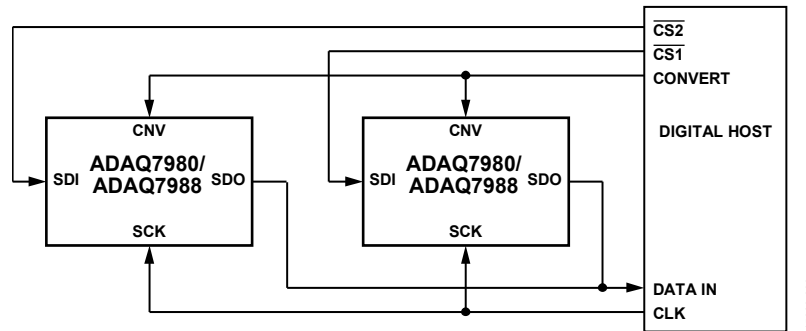 CS2
CS1
CONVERT
DIGITAL HOST
CNV
ADAQ7980/
ADAQ7988
SDI
SDO
SCK
CNV
ADAQ7980/
ADAQ7988
SDI
SDO
SCK
DATA IN
CLK